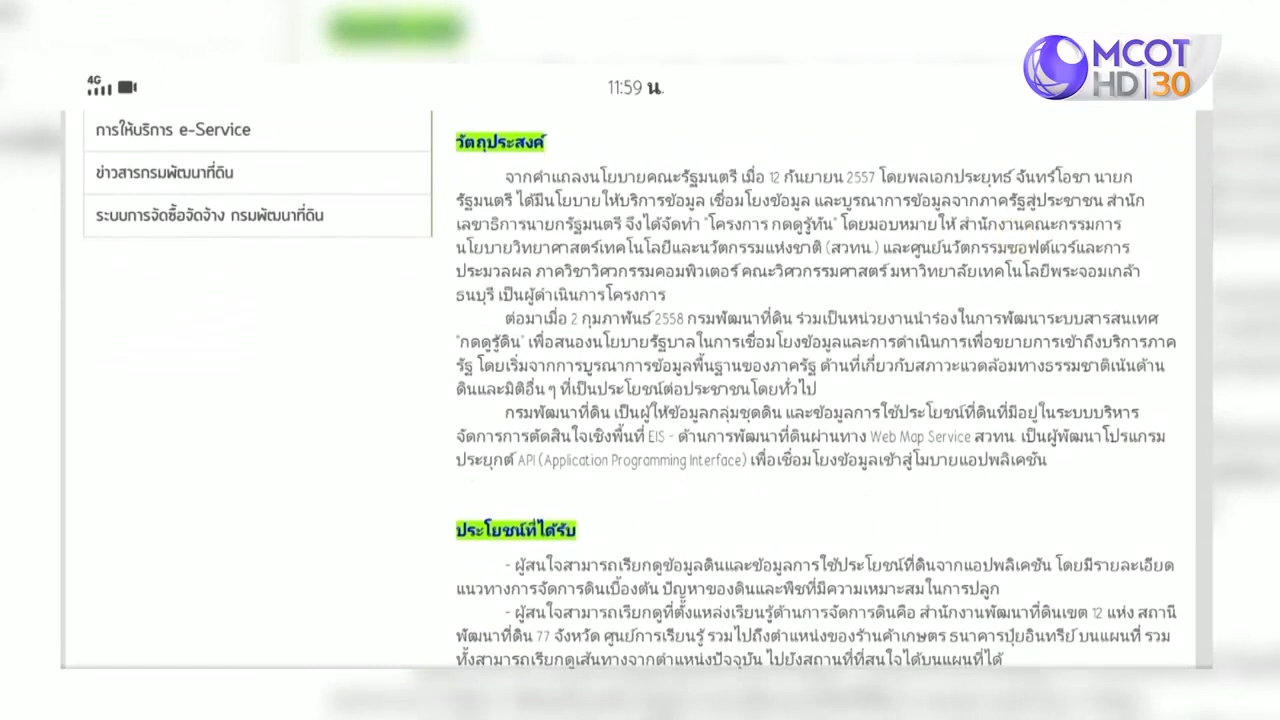 MCOT
HD 30
4G
11:59 น.
การให้บริการ e-Service
ข่าวสารกรมพัฒนาที่ดิน
ระบบการจัดซื้อจัดจ้าง กรมพัฒนาที่ดิน
วัตถุประสงค์
จากคำแถลงนโยบายคณะรัฐมนตรี เมื่อ 12 กันยายน 2557 โดยพลเอกประยุทธ์ จันทร์โอชา นายก
รัฐมนตรี ได้มีนโยบายให้บริการข้อมูล เชื่อมโยงข้อมูล และบูรณาการข้อมูลจากภาครัฐสู่ประชาชน สำนัก
เลขาธิการนายกรัฐมนตรี จึงได้จัดทำ "โครงการ กดดูรู้ทัน" โดยมอบหมายให้ สำนักงานคณะกรรมการ
นโยบายวิทยาศาสตร์เทคโนโลยีและนวัตกรรมแห่งชาติ (สวทน.) และศูนย์นวัตกรรมซอฟต์แวร์และการ
ประมวลผล ภาควิชาวิศวกรรมคอมพิวเตอร์ คณะวิศวกรรมศาสตร์ มหาวิทยาลัยเทคโนโลยีพระจอมเกล้า
ธนบุรี เป็นผู้ดำเนินการโครงการ
ต่อมาเมื่อ 2 กุมภาพันธ์ 2558 กรมพัฒนาที่ดิน ร่วมเป็นหน่วยงานนำร่องในการพัฒนาระบบสารสนเทศ
"กดดูรู้ดิน" เพื่อสนองนโยบายรัฐบาลในการเชื่อมโยงข้อมูลและการดำเนินการเพื่อขยายการเข้าถึงบริการภาค
รัฐ โดยเริ่มจากการบูรณาการข้อมูลพื้นฐานของภาครัฐ ด้านที่เกี่ยวกับสภาวะแวดล้อมทางธรรมชาติเน้นด้าน
ดินและมิติอื่น ๆ ที่เป็นประโยชน์ต่อประชาชนโดยทั่วไป
กรมพัฒนาที่ดิน เป็นผู้ให้ข้อมูลกลุ่มชุดดิน และข้อมูลการใช้ประโยชน์ที่ดินที่มีอยู่ในระบบบริหาร
จัดการการตัดสินใจเชิงพื้นที่ EIS - ด้านการพัฒนาที่ดินผ่านทาง Web Map Service สวทน. เป็นผู้พัฒนาโปรแกรม
ประยุกต์ API (Application Programming Interface) เพื่อเชื่อมโยงข้อมูลเข้าสู่โมบายแอปพลิเคชัน
ประโยชน์ที่ได้รับ
- ผู้สนใจสามารถเรียกดูข้อมูลดินและข้อมูลการใช้ประโยชน์ที่ดินจากแอปพลิเคชัน โดยมีรายละเอียด
แนวทางการจัดการดินเบื้องต้น ปัญหาของดินและพืชที่มีความเหมาะสมในการปลูก
- ผู้สนใจสามารถเรียกดูที่ตั้งแหล่งเรียนรู้ด้านการจัดการดินคือ สำนักงานพัฒนาที่ดินเขต 12 แห่ง สถานี
พัฒนาที่ดิน 77 จังหวัด ศูนย์การเรียนรู้ รวมไปถึงตำแหน่งของร้านค้าเกษตร ธนาคารปุ๋ยอินทรีย์ บนแผนที่ รวม
ทั้งสามารถเรียกดูเส้นทางจากตำแหน่งปัจจุบัน ไปยังสถานที่ที่สนใจได้บนแผนที่ได้